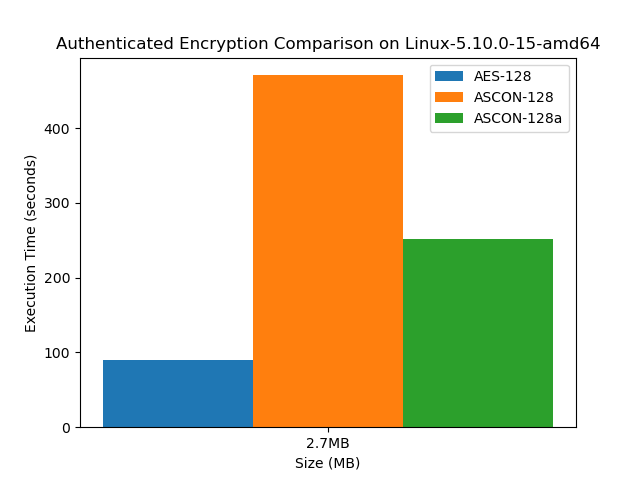 Authenticated Encryption Comparison on Linux-5.10.0-15-amd64
AES-128
ASCON-128
ASCON-128a
Execution Time (seconds)
400
300
200
100
0
2.7MB
Size (MB)